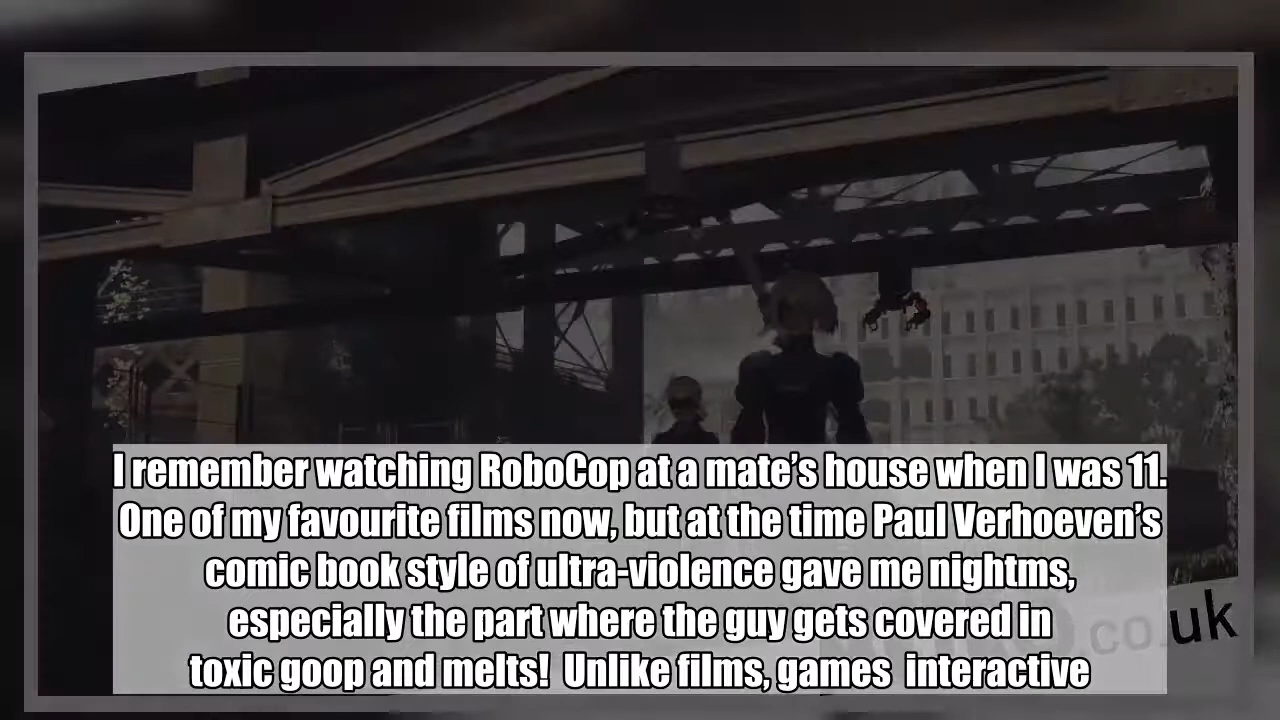 I remember watching RoboCop at a mate’s house when I was 11.
One of my favourite films now, but at the time Paul Verhoeven’s
comic book style of ultra-violence gave me nightms,
especially the part where the guy gets covered in
toxic goop and melts!  Unlike films, games  interactive
.co.uk